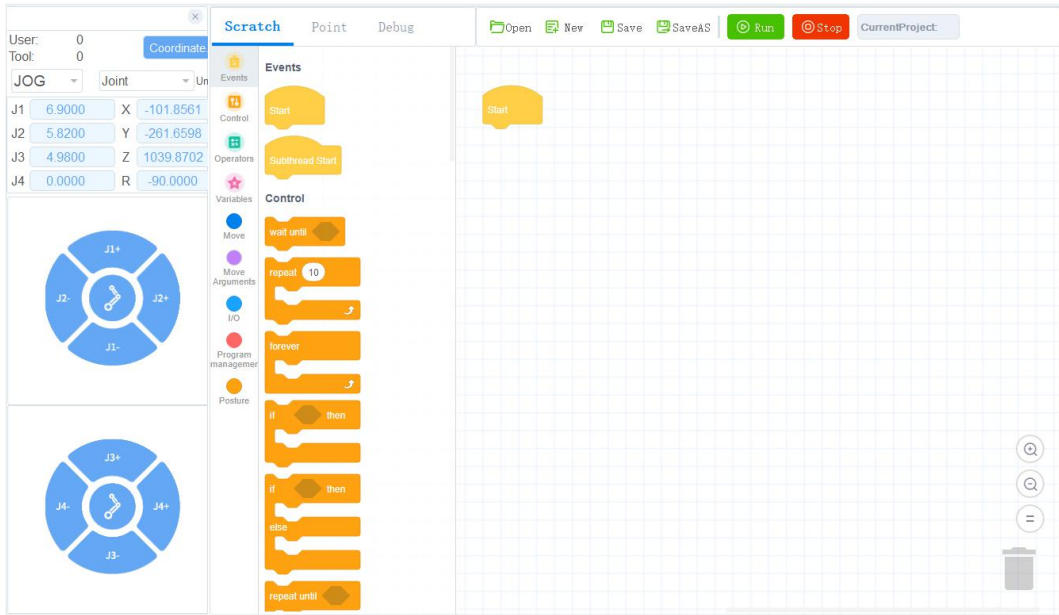 Scratch Point Debug Open New Save SaveAS Run Stop CurrentProject:
User: 0
Tool: 0
Coordinate.
JOG Joint Un
J1 6.9000 X -101.8561
J2 5.8200 Y -261.6598
J3 4.9800 Z 1039.8702
J4 0.0000 R -90.0000
J1+
J2- J2+
J1-
J3+
J4- J4+
J3-
Events
Control
Operators
Variables
Move
Move
Arguments
I/O
Program
managemer
Posture
Events
Start
Subthread Start
Control
wait until
repeat 10
forever
if then
if then
else
repeat until
Start